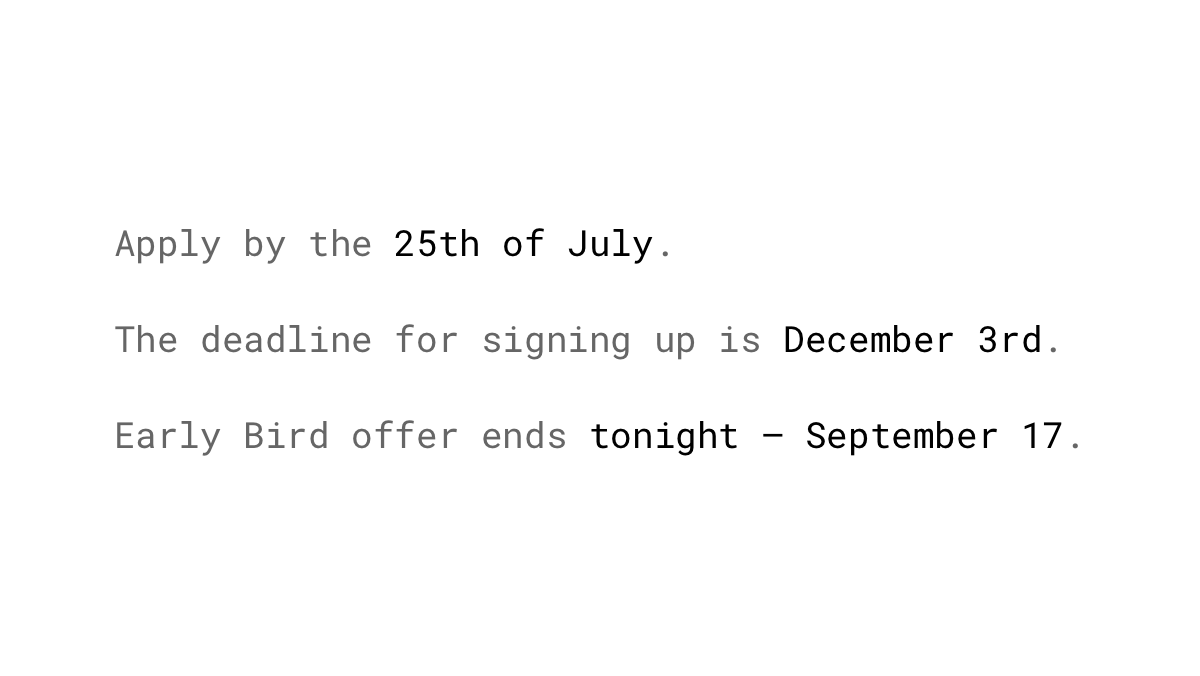 Apply by the 25th of July.
The deadline for signing up is December 3rd.
Early Bird offer ends tonight – September 17.